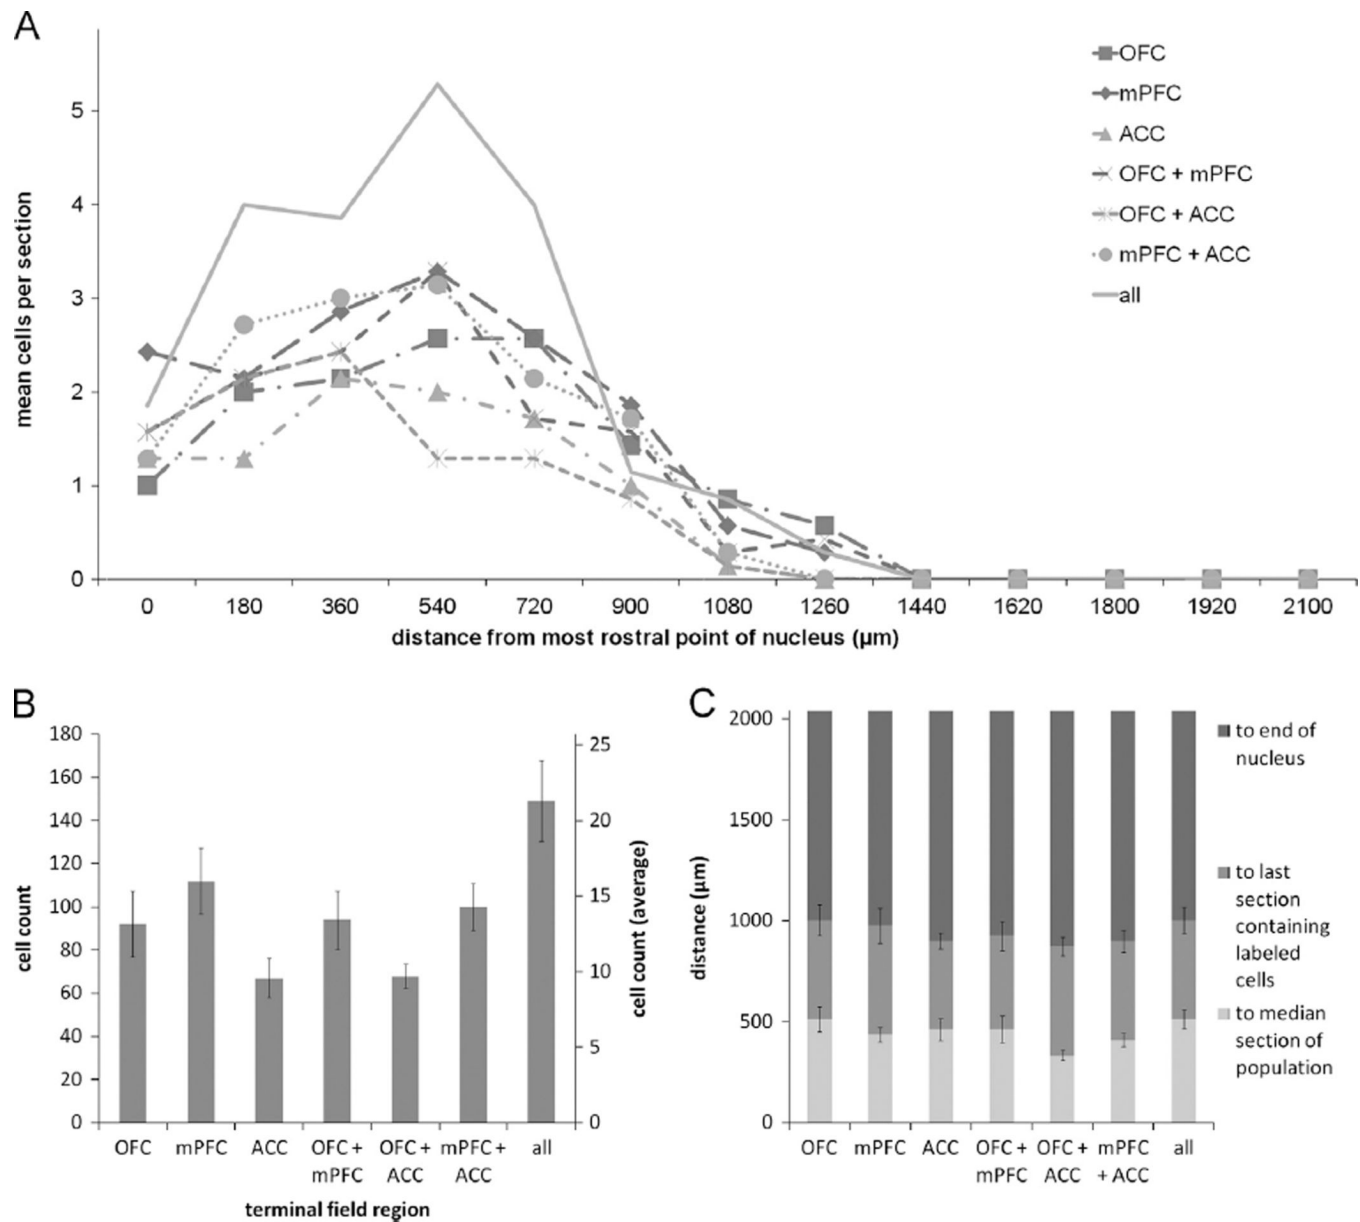 A
OFC
mPFC
ACC
OFC + mPFC
OFC + ACC
mPFC + ACC
all
mean cells per section
5
4
3
2
1
0
0 180 360 540 720 900 1080 1260 1440 1620 1800 1920 2100
distance from most rostral point of nucleus (µm)
B
cell count
180
160
140
120
100
80
60
40
20
0
25
20
15
10
5
0
cell count (average)
OFC mPFC ACC OFC + OFC + mPFC + all
mPFC ACC ACC
terminal field region
C
distance (µm)
2000
1500
1000
500
0
OFC mPFC ACC OFC + OFC + mPFC all
mPFC ACC + ACC
to end of
nucleus
to last
section
containing
labeled
cells
to median
section of
population